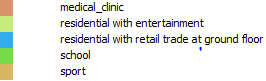 medical_clinic
residential with entertainment
residential with retail trade at ground floor
school
sport